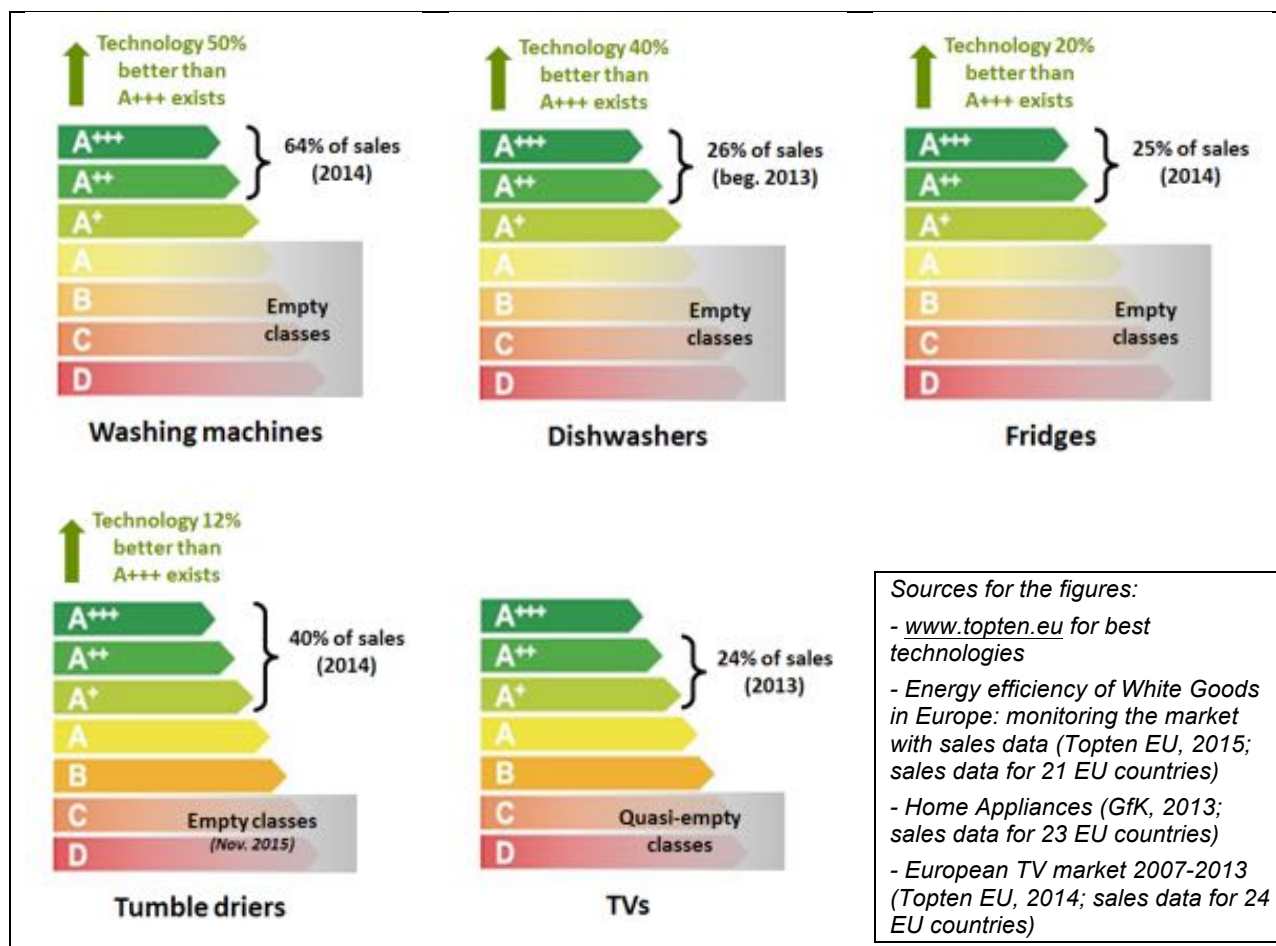 Technology 50%
better than
A+++ exists
A+++
A++
A+
A
B
C
D
64% of sales
(2014)
Empty
classes
Washing machines
Technology 40%
better than
A+++ exists
A+++
A++
A+
A
B
C
D
26% of sales
(beg. 2013)
Empty
classes
Dishwashers
Technology 20%
better than
A+++ exists
A+++
A++
A+
A
B
C
D
25% of sales
(2014)
Empty
classes
Fridges
Technology 12%
better than
A+++ exists
A+++
A++
A+
A
B
C
D
40% of sales
(2014)
Empty classes
(Nov. 2015)
Tumble driers
A+++
A++
A+
A
B
C
D
24% of sales
(2013)
Quasi-empty
classes
TVs
Sources for the figures:
- www.topten.eu for best
technologies
- Energy efficiency of White Goods
in Europe: monitoring the market
with sales data (Topten EU, 2015;
sales data for 21 EU countries)
- Home Appliances (GfK, 2013;
sales data for 23 EU countries)
- European TV market 2007-2013
(Topten EU, 2014; sales data for 24
EU countries)